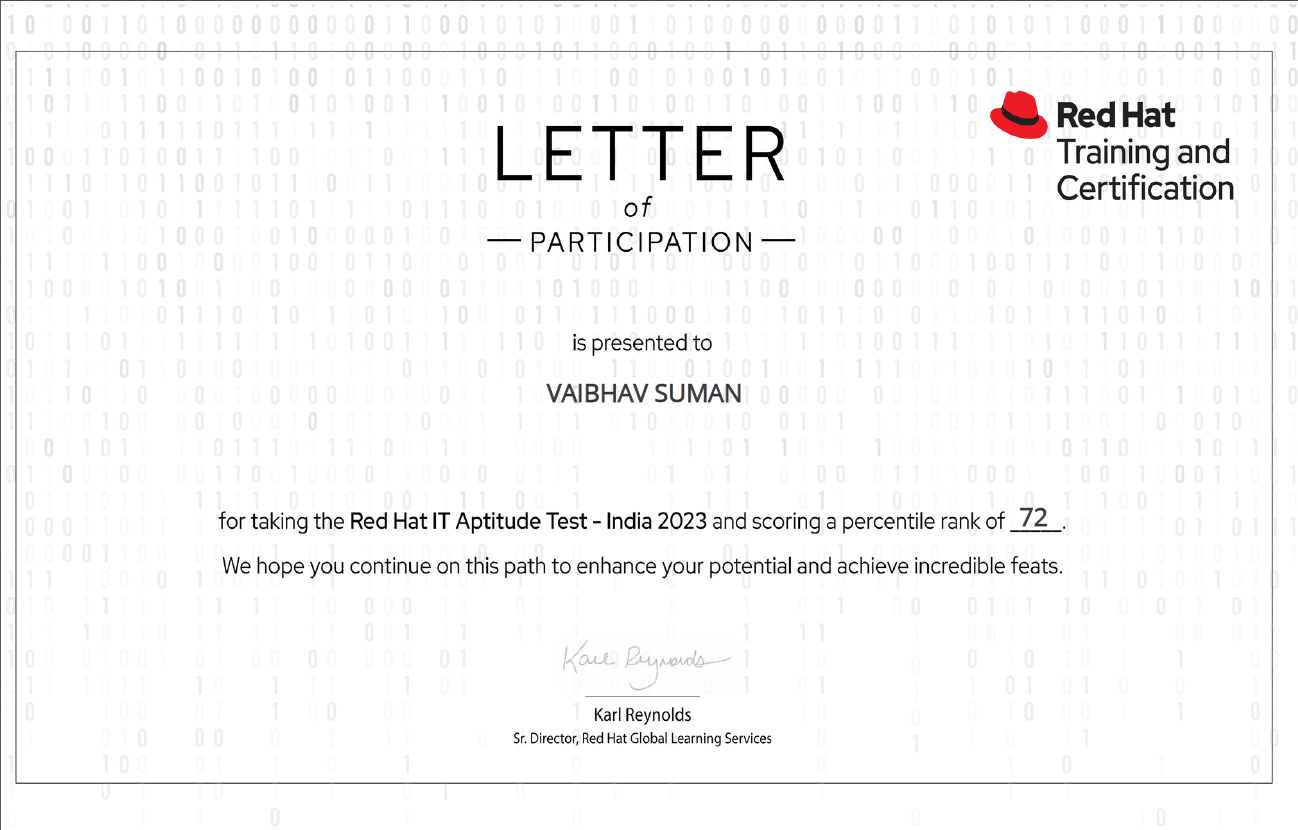 LETTER
of
PARTICIPATION
Red Hat
Training and
Certification
is presented to
VAIBHAV SUMAN
for taking the Red Hat IT Aptitude Test - India 2023 and scoring a percentile rank of 72.
We hope you continue on this path to enhance your potential and achieve incredible feats.
Karl Reynolds
Karl Reynolds
Sr. Director, Red Hat Global Learning Services